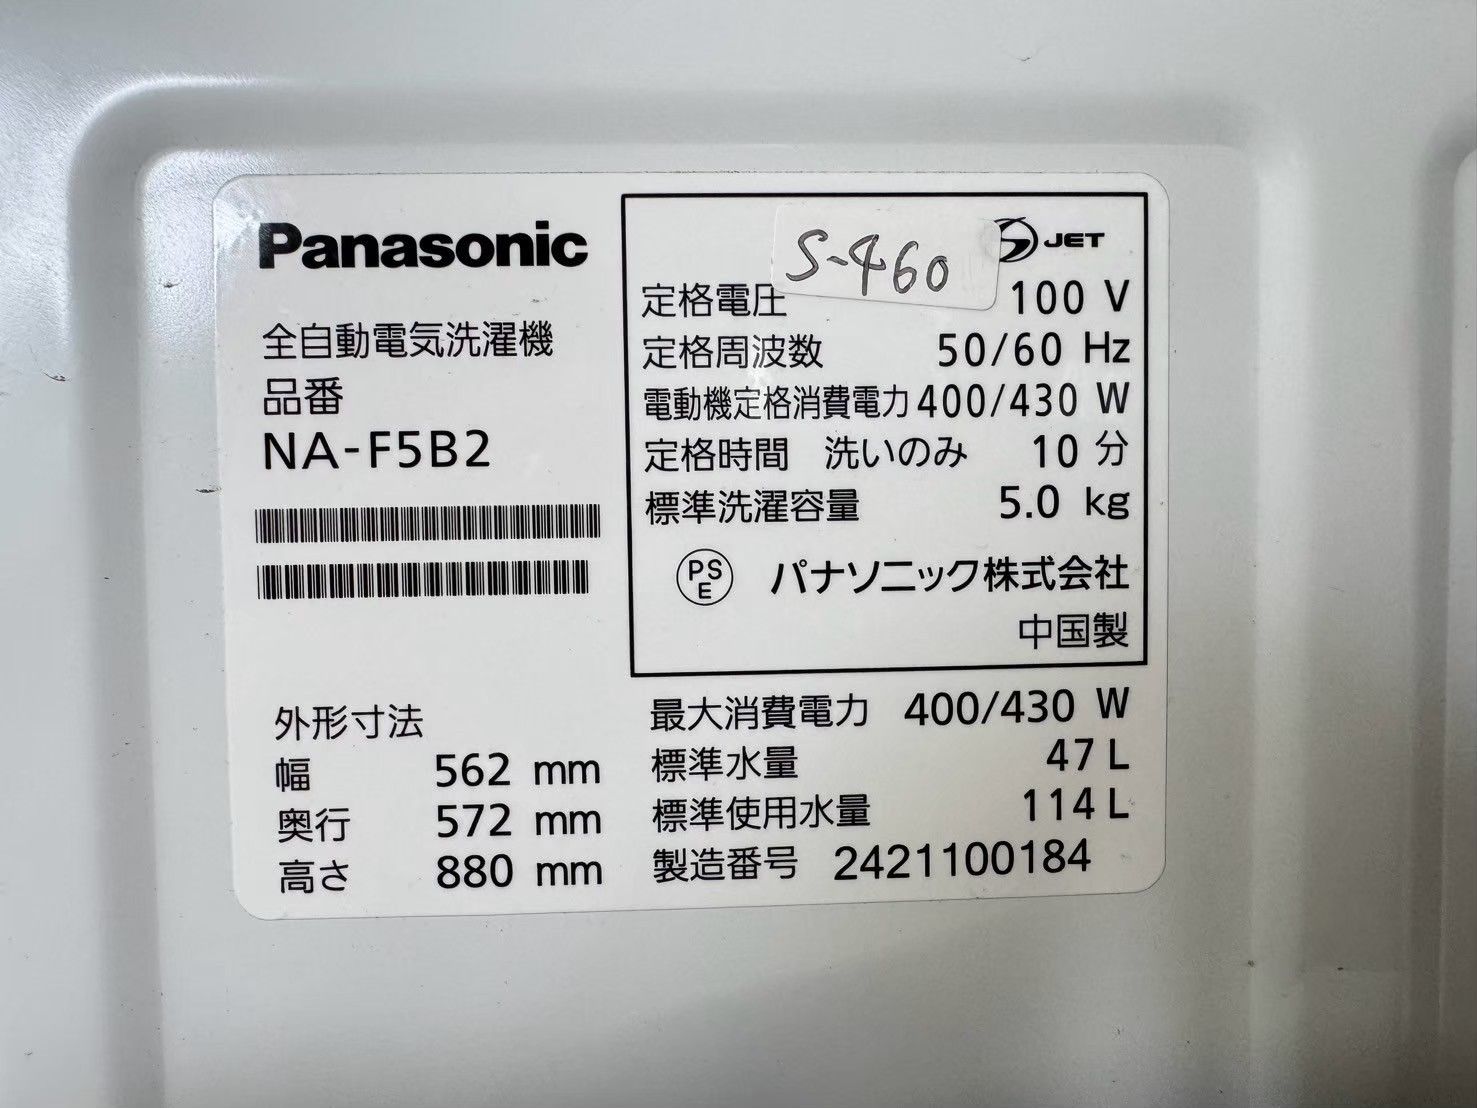 Panasonic
全自動電気洗濯機
品番
NA-F5B2
外形寸法
幅 562 mm
奥行 572 mm
高さ 880 mm
S-460
JET
定格電圧 100 V
定格周波数 50/60 Hz
電動機定格消費電力 400/430 W
定格時間 洗いのみ 10 分
標準洗濯容量 5.0 kg
PS
E
パナソニック株式会社
中国製
最大消費電力 400/430 W
標準水量 47 L
標準使用水量 114 L
製造番号 2421100184